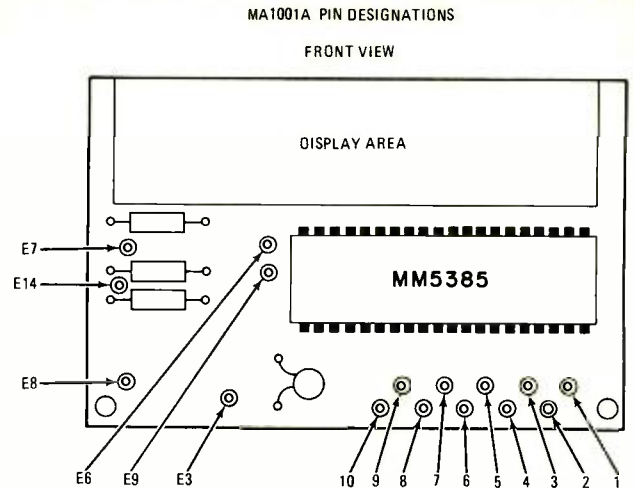 MA1001A PIN DESIGNATIONS
FRONT VIEW
DISPLAY AREA
E7
E14
MM5385
E8
E6 E9 E3 10 9 8 7 6 5 4 3 2 1